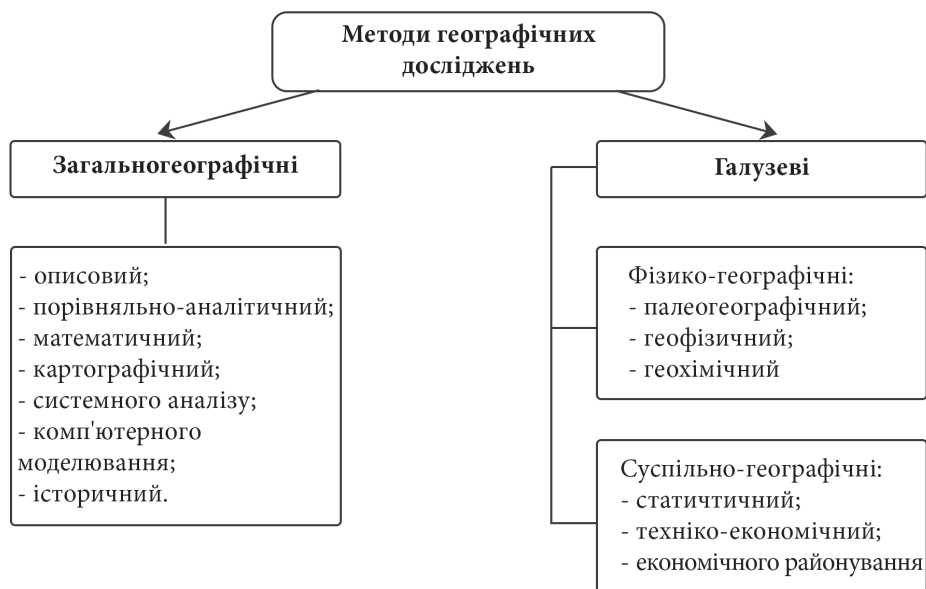 Методи географічних
досліджень
Загальногеографічні
- описовий;
- порівняльно-аналітичний;
- математичний;
- картографічний;
- системного аналізу;
- комп'ютерного
моделювання;
- історичний.
Галузеві
Фізико-географічні:
- палеогеографічний;
- геофізичний;
- геохімічний
Суспільно-географічні:
- статичтичний;
- техніко-економічний;
- економічного районування